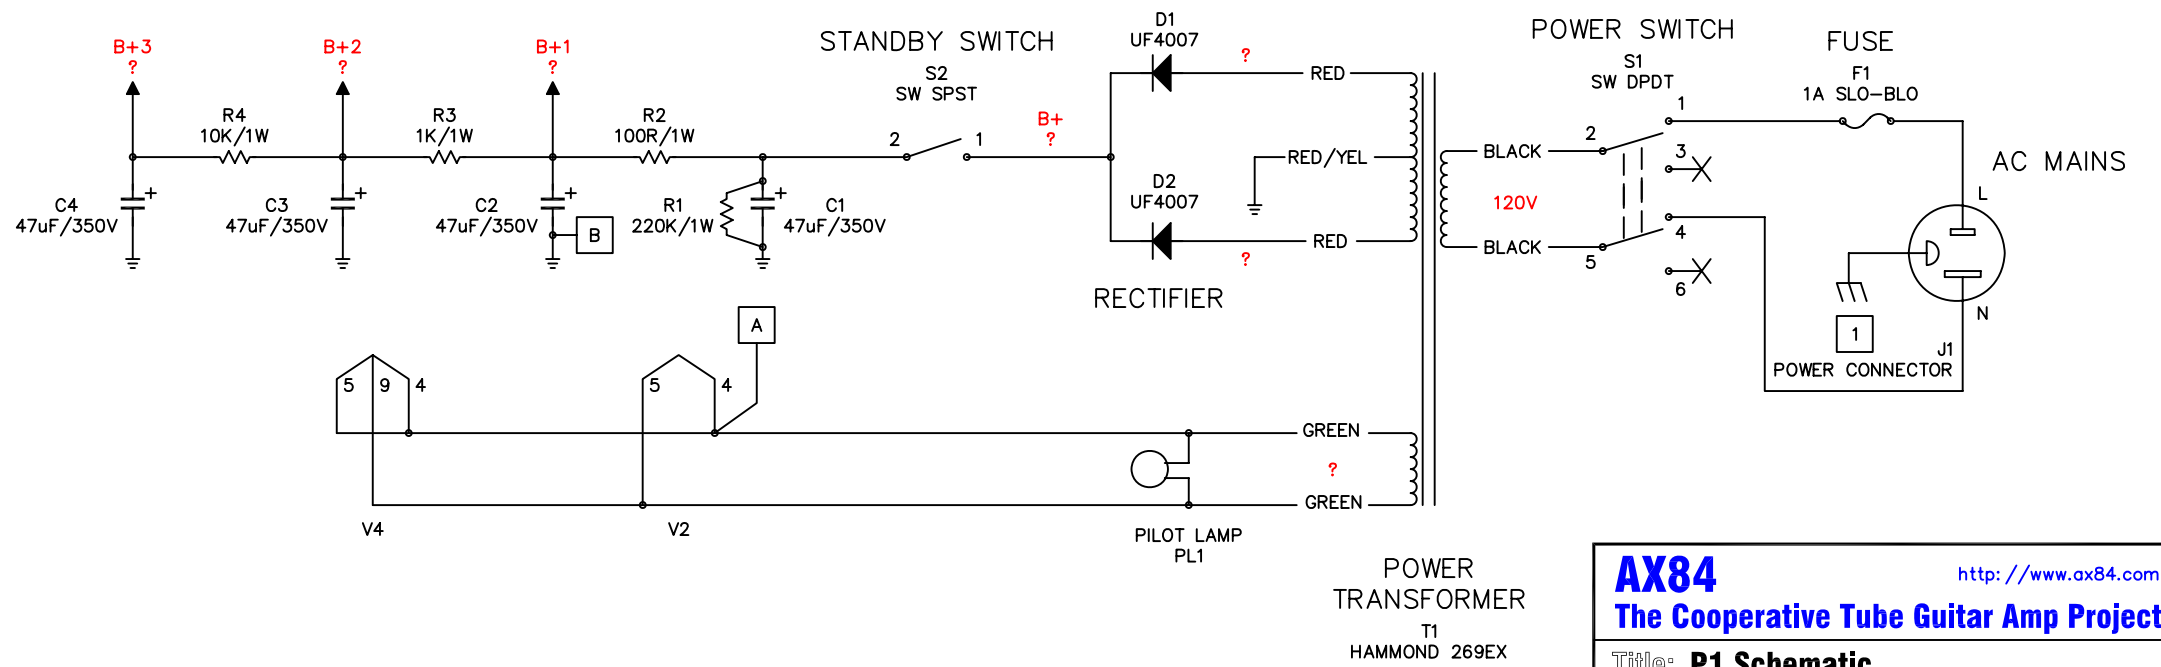 STANDBY SWITCH
S2
SW SPST
2
1
D1
UF4007
D2
UF4007
RECTIFIER
B+
?
?
?
RED
RED/YEL
RED
B+3
?
B+2
?
B+1
?
R4
10K/1W
R3
1K/1W
R2
100R/1W
C4
47uF/350V
+
C3
47uF/350V
+
C2
47uF/350V
+
B
R1
220K/1W
+
C1
47uF/350V
POWER SWITCH
S1
SW DPDT
1
2
3
4
5
6
BLACK
120V
BLACK
FUSE
F1
1A SLO-BLO
AC MAINS
L
N
1
J1
POWER CONNECTOR
A
5
9
4
5
4
V4
V2
GREEN
?
GREEN
PILOT LAMP
PL1
POWER
TRANSFORMER
T1
HAMMOND 269EX
AX84
http://www.ax84.com
The Cooperative Tube Guitar Amp Project
Title: P1 Schematic